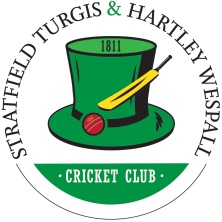 STRATFIELD TURGIS & HARTLEY WESPALL
1811
· CRICKET CLUB ·